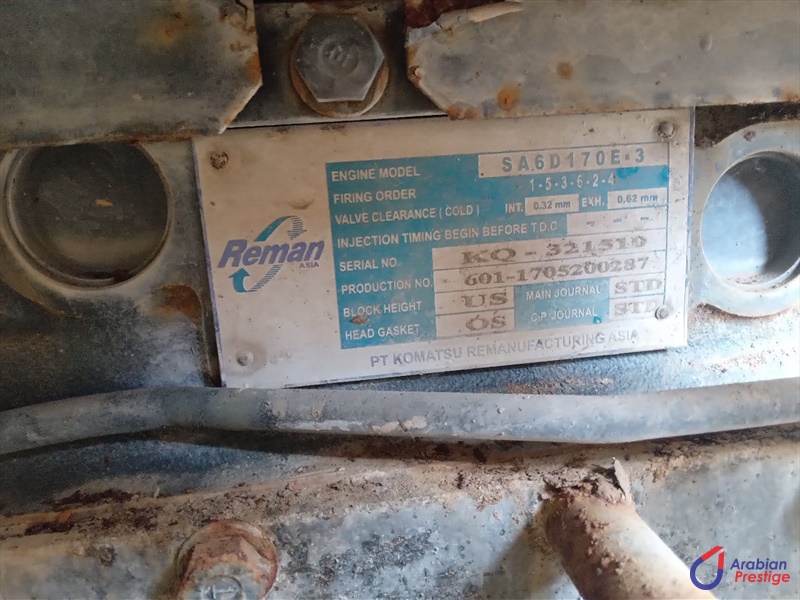 ENGINE MODEL SA6D170E-3
FIRING ORDER 1-5-3-6-2-4
VALVE CLEARANCE ( COLD ) INT. 0.32 mm EXH. 0.62 mm
INJECTION TIMING BEGIN BEFORE T.D.C - - -
SERIAL NO. KQ - 321510
PRODUCTION NO. 601-1705200287
BLOCK HEIGHT US MAIN JOURNAL STD
HEAD GASKET OS C.P JOURNAL STD
Reman
ASIA
PT KOMATSU REMANUFACTURING ASIA
Arabian
Prestige